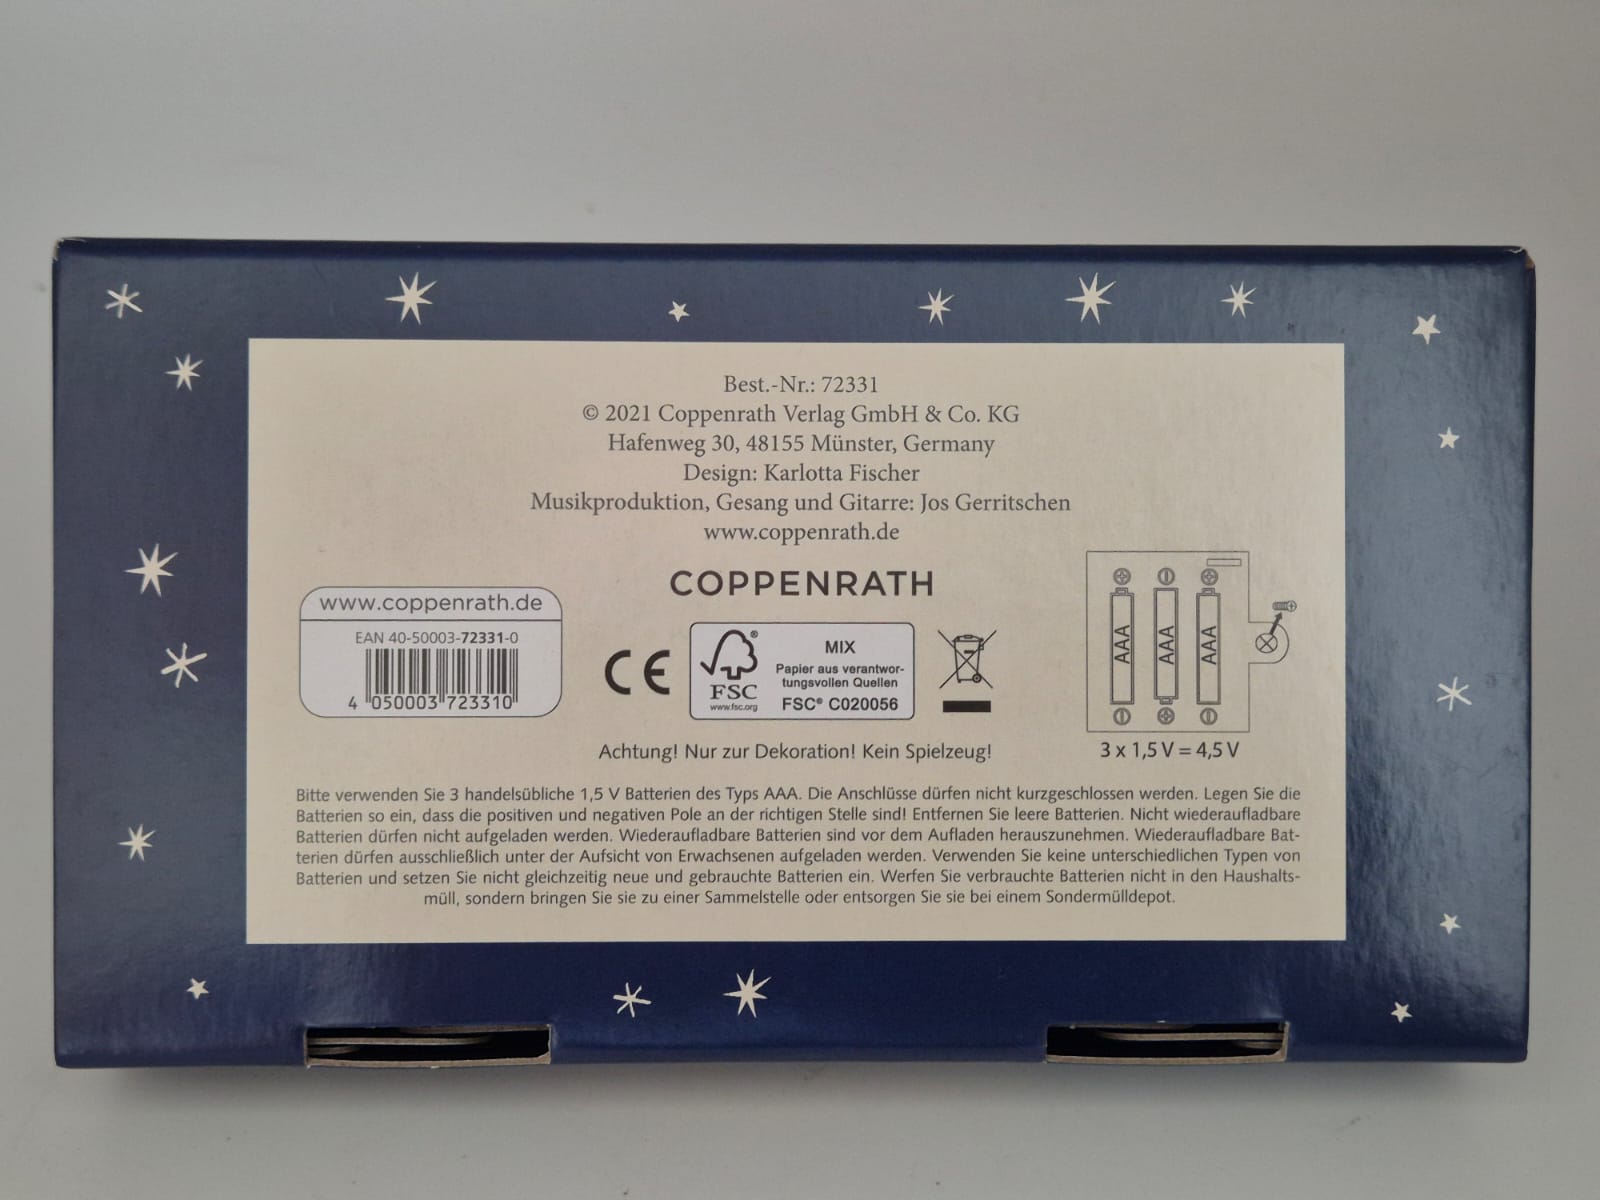 Best.-Nr.: 72331
© 2021 Coppenrath Verlag GmbH & Co. KG
Hafenweg 30, 48155 Münster, Germany
Design: Karlotta Fischer
Musikproduktion, Gesang und Gitarre: Jos Gerritschen
www.coppenrath.de
COPPENRATH
www.coppenrath.de
EAN 40-50003-72331-0
4 050003 723310
CE
FSC®
www.fsc.org
MIX
Papier aus verantwor-
tungsvollen Quellen
FSC® C020056
AAA AAA AAA
3 x 1,5 V = 4,5 V
Achtung! Nur zur Dekoration! Kein Spielzeug!
Bitte verwenden Sie 3 handelsübliche 1,5 V Batterien des Typs AAA. Die Anschlüsse dürfen nicht kurzgeschlossen werden. Legen Sie die
Batterien so ein, dass die positiven und negativen Pole an der richtigen Stelle sind! Entfernen Sie leere Batterien. Nicht wiederaufladbare
Batterien dürfen nicht aufgeladen werden. Wiederaufladbare Batterien sind vor dem Aufladen herauszunehmen. Wiederaufladbare Bat-
terien dürfen ausschließlich unter der Aufsicht von Erwachsenen aufgeladen werden. Verwenden Sie keine unterschiedlichen Typen von
Batterien und setzen Sie nicht gleichzeitig neue und gebrauchte Batterien ein. Werfen Sie verbrauchte Batterien nicht in den Haushalts-
müll, sondern bringen Sie sie zu einer Sammelstelle oder entsorgen Sie sie bei einem Sondermülldepot.